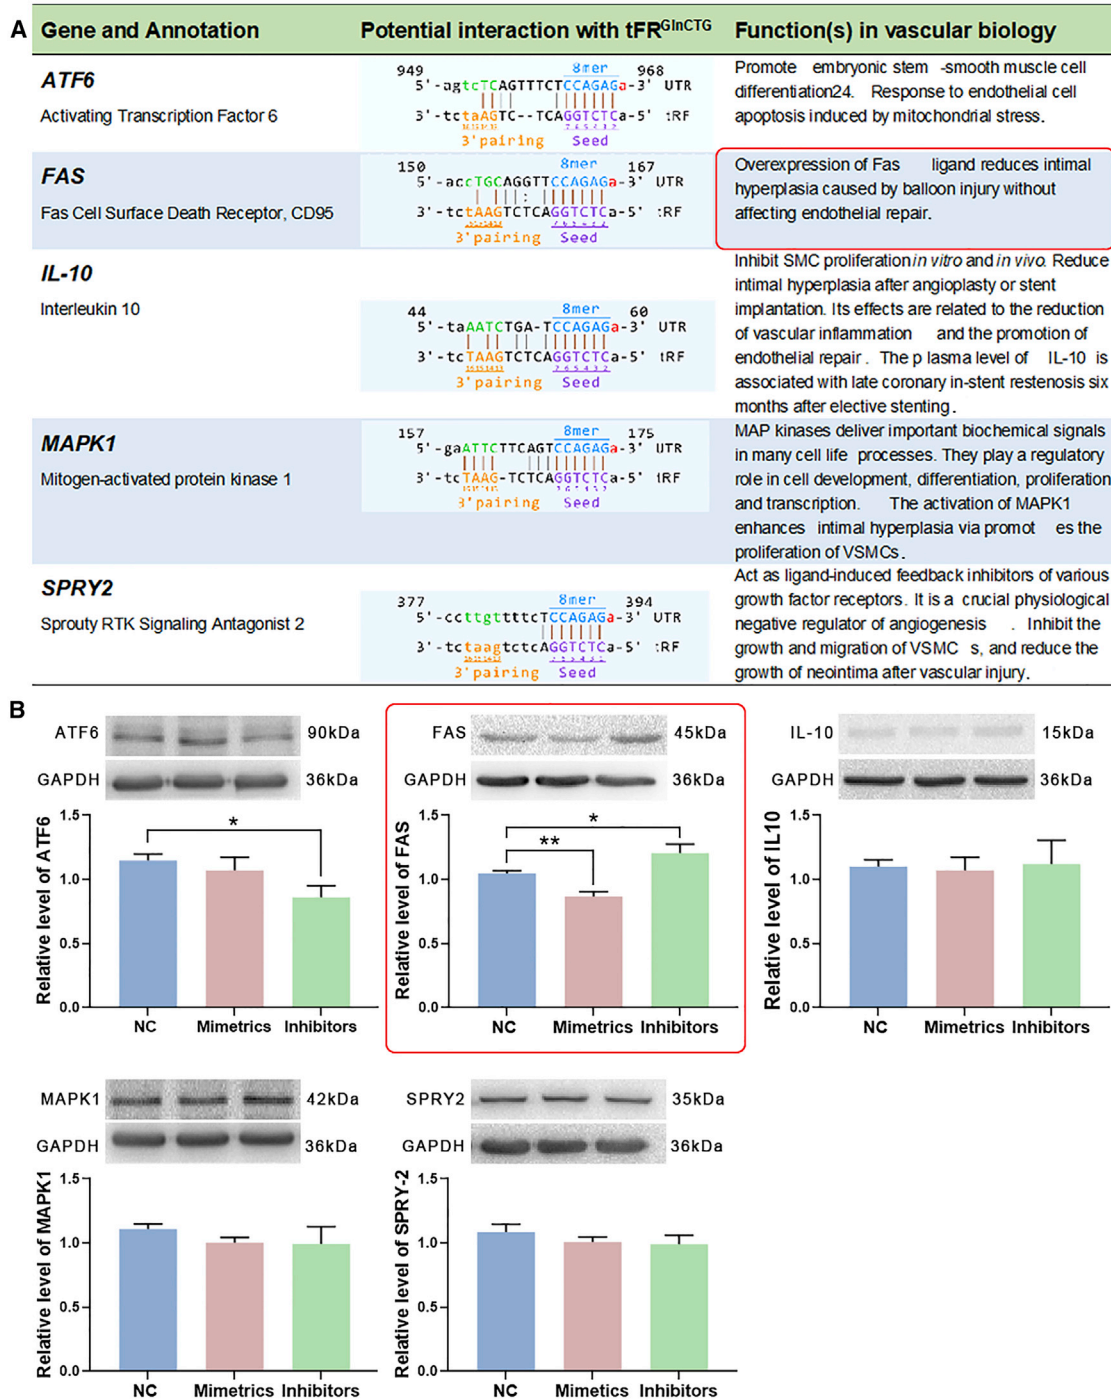 A
Gene and Annotation Potential interaction with tFR^GlnCTG Function(s) in vascular biology
ATF6
Activating Transcription Factor 6
949 8mer 968
5'-agtcTCAGTTTCTCCAGAGa-3' UTR
3'-tctaAGTC--TCAGGTCTCa-5' tRF
3'pairing Seed
Promote embryonic stem -smooth muscle cell
differentiation24. Response to endothelial cell
apoptosis induced by mitochondrial stress.
FAS
Fas Cell Surface Death Receptor, CD95
150 8mer 167
5'-accTGCAGGTTCCAGAGa-3' UTR
3'-tctAAGTCTCAGGTCTCa-5' tRF
3'pairing Seed
Overexpression of Fas ligand reduces intimal
hyperplasia caused by balloon injury without
affecting endothelial repair.
IL-10
Interleukin 10
44 8mer 60
5'-taAATCTGA-TCCAGAGa-3' UTR
3'-tcTAAGTCTCAGGTCTCa-5' tRF
3'pairing Seed
Inhibit SMC proliferation in vitro and in vivo. Reduce
intimal hyperplasia after angioplasty or stent
implantation. Its effects are related to the reduction
of vascular inflammation and the promotion of
endothelial repair . The p lasma level of IL-10 is
associated with late coronary in-stent restenosis six
months after elective stenting.
MAPK1
Mitogen-activated protein kinase 1
157 8mer 175
5'-gaATTCTTCAGTCCAGAGa-3' UTR
3'-tcTAAG-TCTCAGGTCTCa-5' tRF
3'pairing Seed
MAP kinases deliver important biochemical signals
in many cell life processes. They play a regulatory
role in cell development, differentiation, proliferation
and transcription. The activation of MAPK1
enhances intimal hyperplasia via promot es the
proliferation of VSMCs.
SPRY2
Sprouty RTK Signaling Antagonist 2
377 8mer 394
5'-ccttgttttcTCCAGAGa-3' UTR
3'-tctaagtctcAGGTCTCa-5' tRF
3'pairing Seed
Act as ligand-induced feedback inhibitors of various
growth factor receptors. It is a crucial physiological
negative regulator of angiogenesis . Inhibit the
growth and migration of VSMC s, and reduce the
growth of neointima after vascular injury.
B
ATF6 90kDa
GAPDH 36kDa
Relative level of ATF6
1.5
1.0
0.5
0.0
*
NC Mimetrics Inhibitors
FAS 45kDa
GAPDH 36kDa
Relative level of FAS
1.5
1.0
0.5
0.0
*
**
NC Mimetrics Inhibitors
IL-10 15kDa
GAPDH 36kDa
Relative level of IL10
1.5
1.0
0.5
0.0
NC Mimetrics Inhibitors
MAPK1 42kDa
GAPDH 36kDa
Relative level of MAPK1
1.5
1.0
0.5
0.0
NC Mimetrics Inhibitors
SPRY2 35kDa
GAPDH 36kDa
Relative level of SPRY-2
1.5
1.0
0.5
0.0
NC Mimetrics Inhibitors